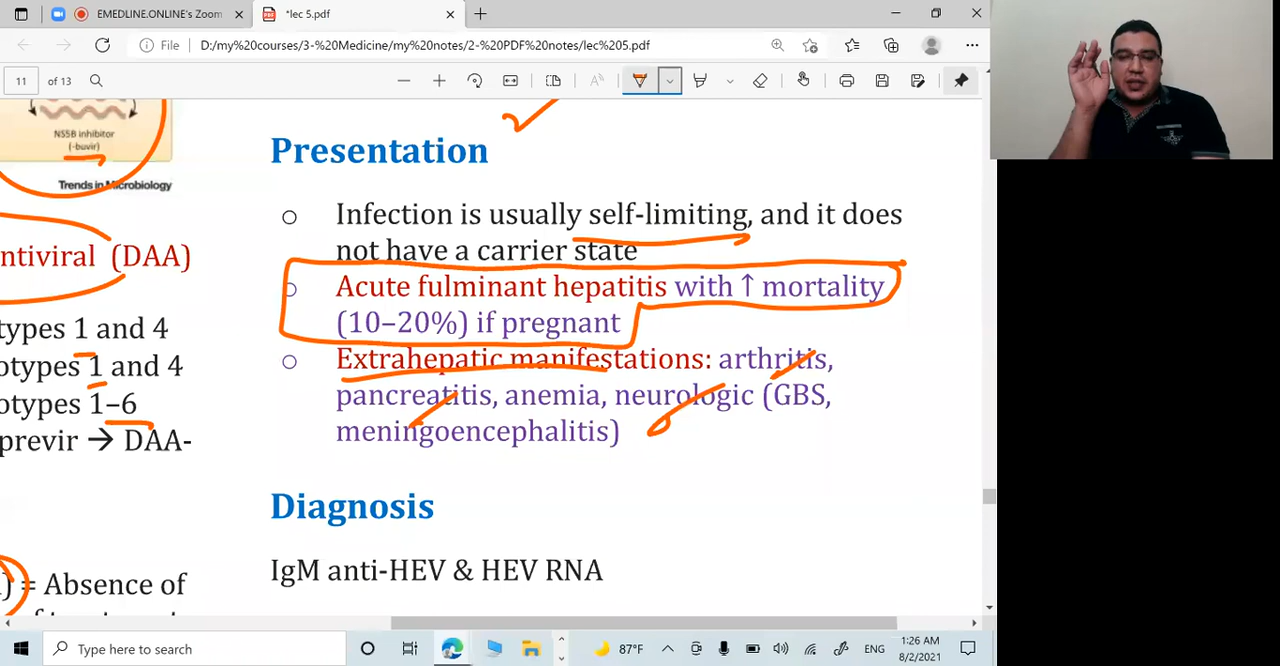 EMEDLINE.ONLINE's Zoom
*lec 5.pdf
File
D:/my%20courses/3-%20Medicine/my%20notes/2-%20PDF%20notes/lec%205.pdf
11 of 13
NS5B inhibitor
(-buvir)
Trends in Microbiology
ntiviral (DAA)
types 1 and 4
otypes 1 and 4
otypes 1–6
previr → DAA-
= Absence of
Presentation
○ Infection is usually self-limiting, and it does
not have a carrier state
○ Acute fulminant hepatitis with ↑ mortality
(10–20%) if pregnant
○ Extrahepatic manifestations: arthritis,
pancreatitis, anemia, neurologic (GBS,
meningoencephalitis)
Diagnosis
IgM anti-HEV & HEV RNA
Type here to search
87°F
ENG
1:26 AM
8/2/2021